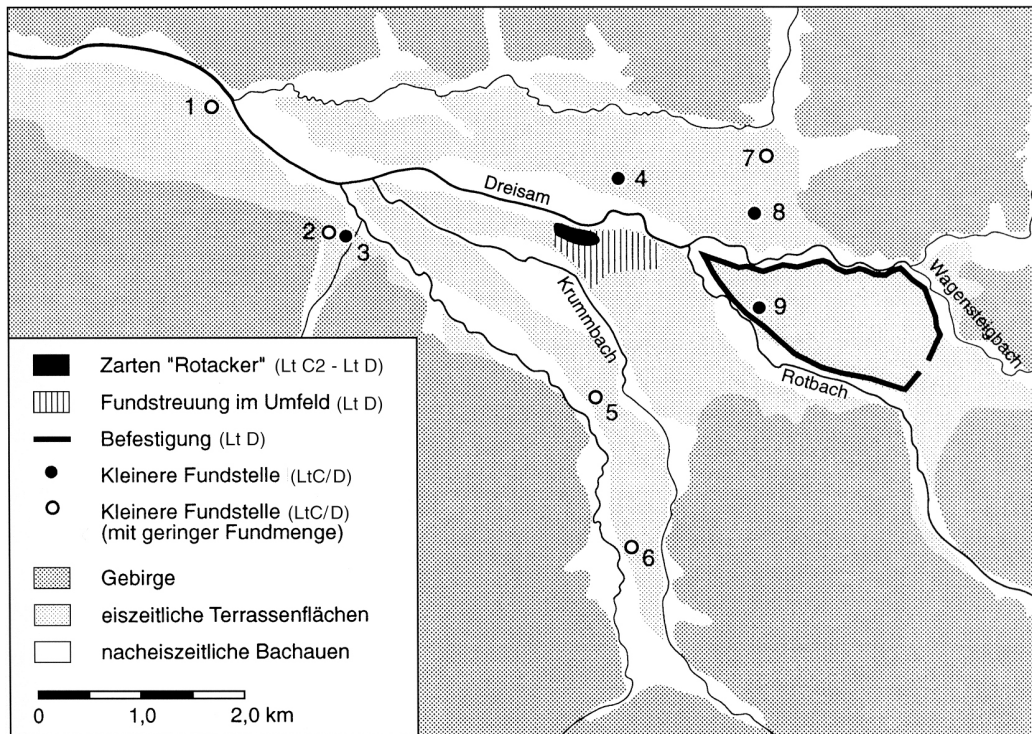 1
2
3
4
5
6
7
8
9
Dreisam
Krummbach
Rotbach
Wagensteigbach
Zarten "Rotacker" (Lt C2 - Lt D)
Fundstreuung im Umfeld (Lt D)
Befestigung (Lt D)
Kleinere Fundstelle (LtC/D)
Kleinere Fundstelle (LtC/D)
(mit geringer Fundmenge)
Gebirge
eiszeitliche Terrassenflächen
nacheiszeitliche Bachauen
0 1,0 2,0 km